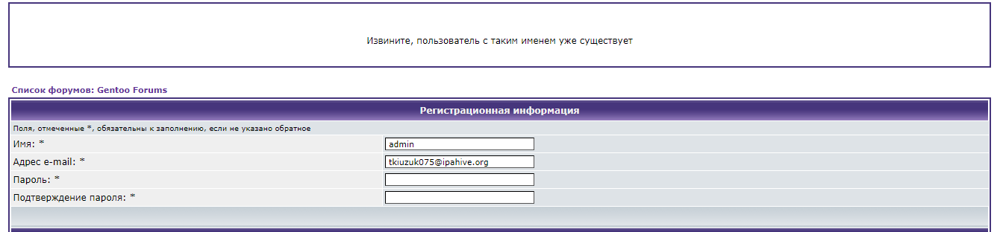 Извините, пользователь с таким именем уже существует
Список форумов: Gentoo Forums
Регистрационная информация
Поля, отмеченные *, обязательны к заполнению, если не указано обратное
Имя: * admin
Адрес e-mail: * tkiuzuk075@ipahive.org
Пароль: *
Подтверждение пароля: *